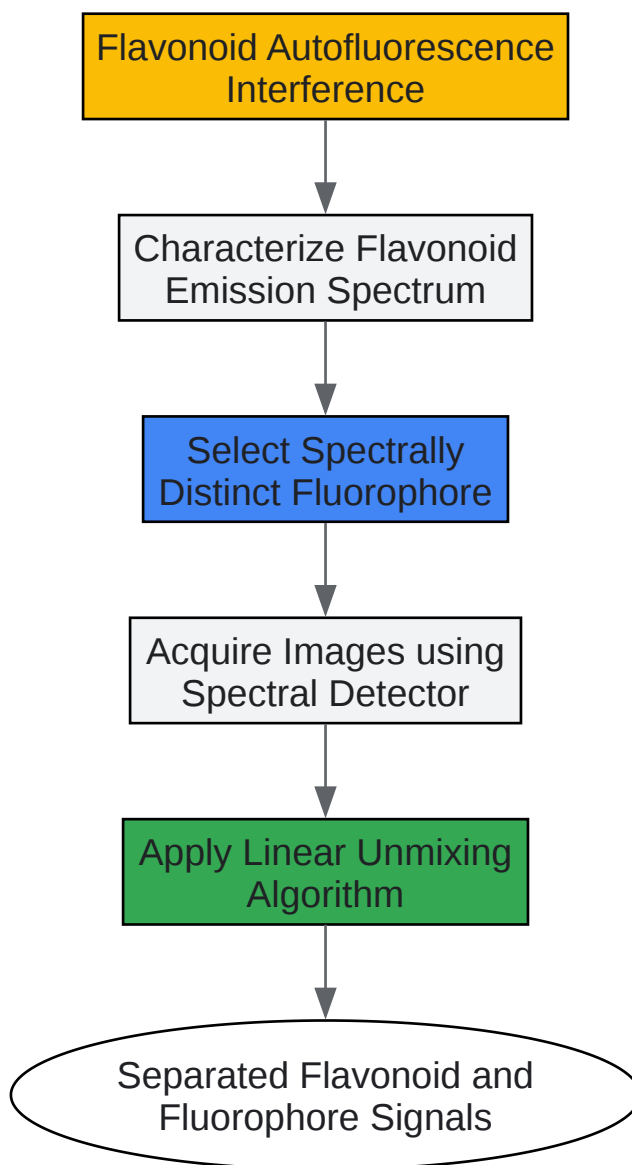 Flavonoid Autofluorescence
Interference
Characterize Flavonoid
Emission Spectrum
Select Spectrally
Distinct Fluorophore
Acquire Images using
Spectral Detector
Apply Linear Unmixing
Algorithm
Separated Flavonoid and
Fluorophore Signals